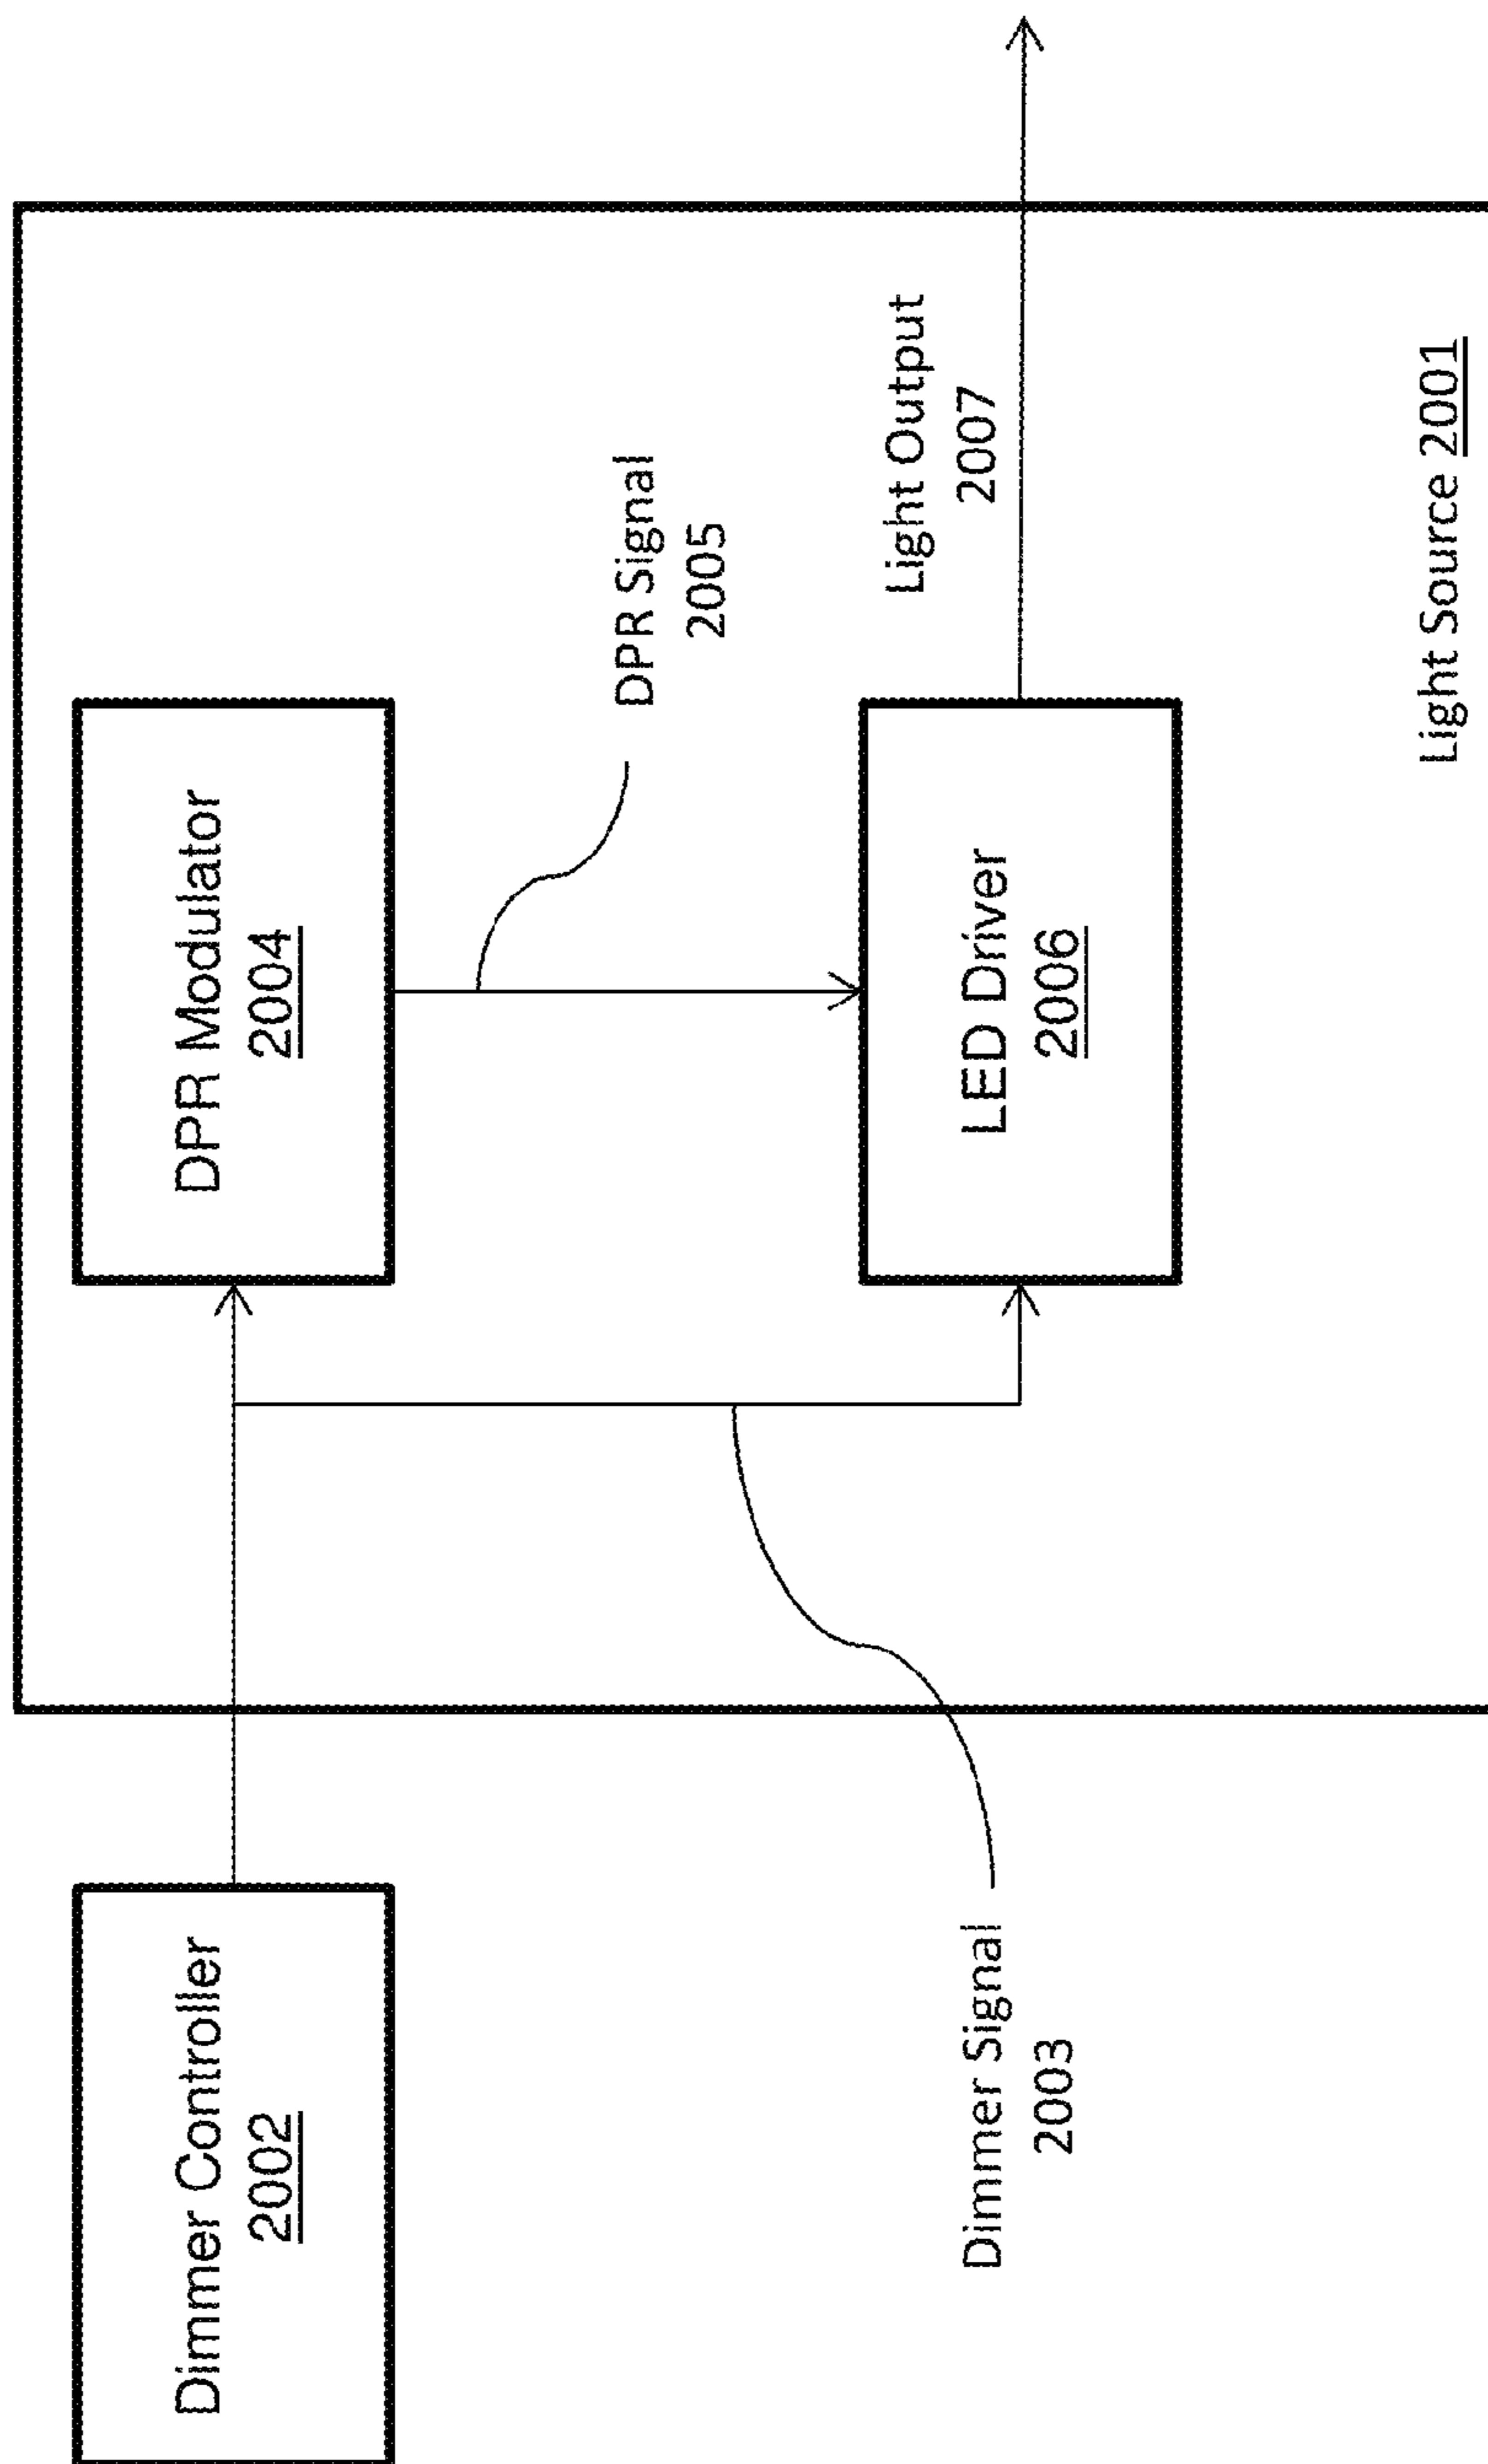 Dimmer Controller
2002
DPR Modulator
2004
DPR Signal
2005
Dimmer Signal
2003
LED Driver
2006
Light Output
2007
Light Source 2001